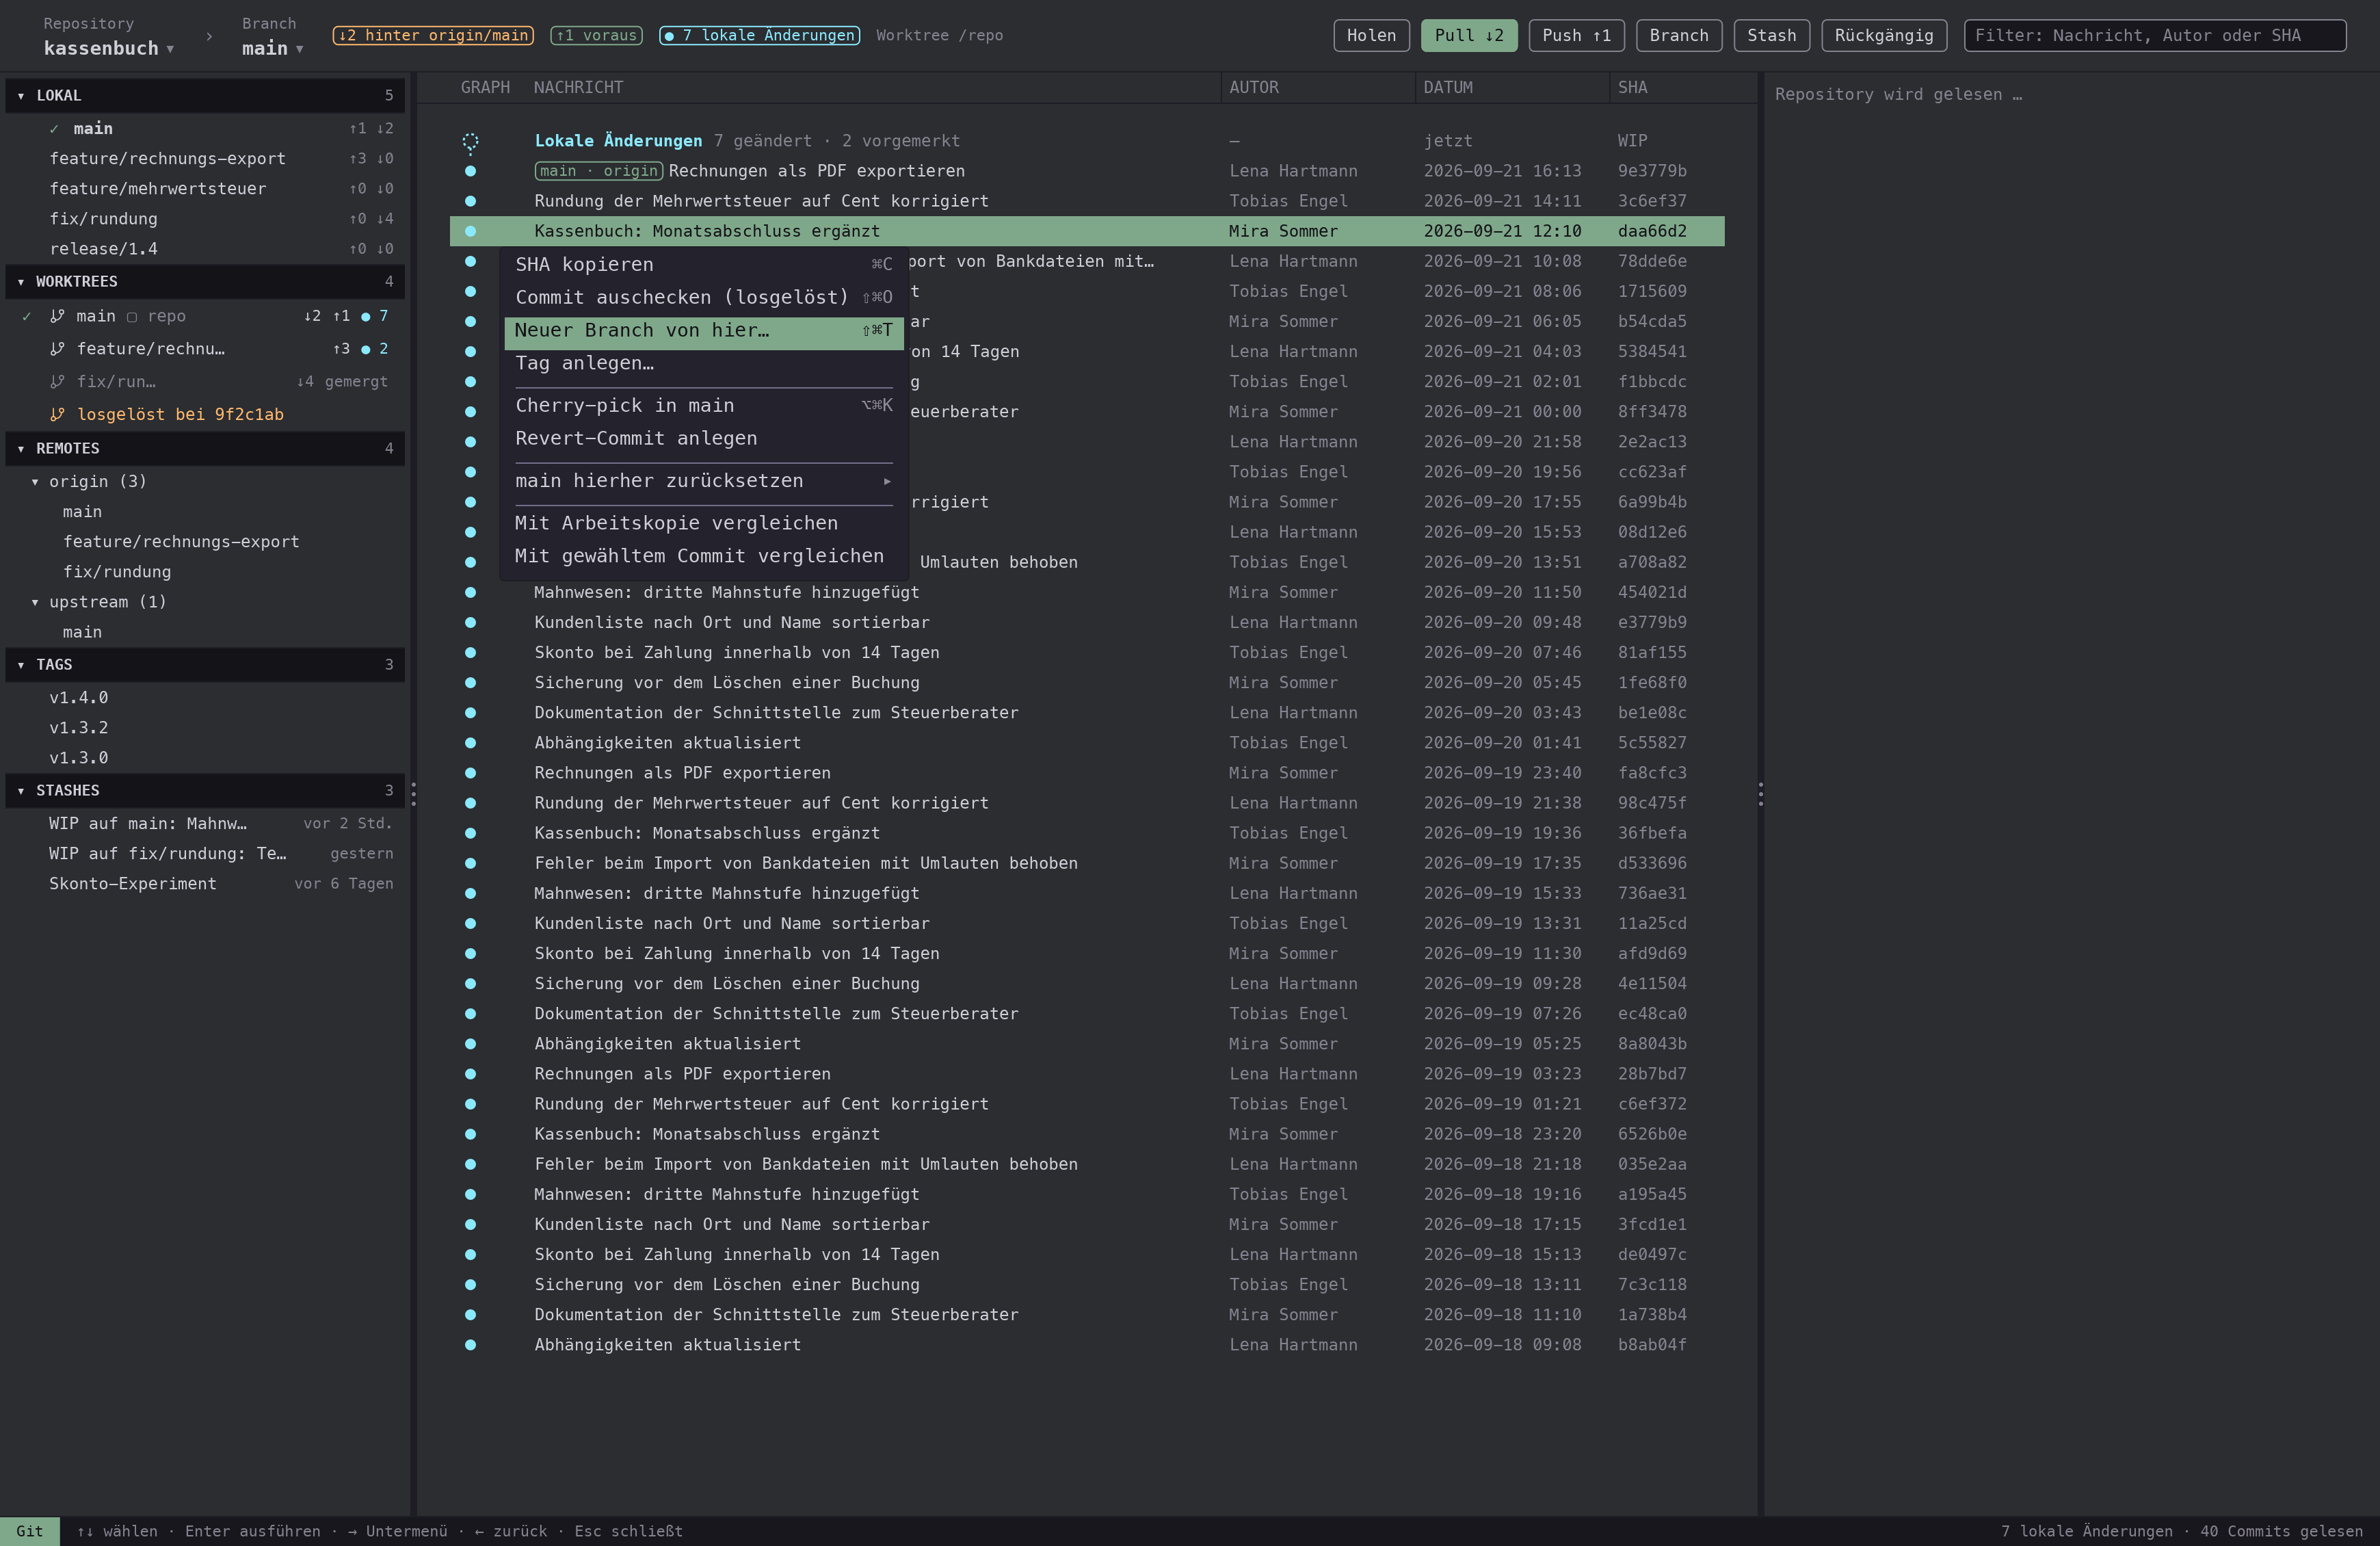 Repository
kassenbuch ▾
›
Branch
main ▾
↓2 hinter origin/main
↑1 voraus
● 7 lokale Änderungen
Worktree /repo
Holen
Pull ↓2
Push ↑1
Branch
Stash
Rückgängig
Filter: Nachricht, Autor oder SHA
▾ LOKAL 5
✓ main ↑1 ↓2
feature/rechnungs-export ↑3 ↓0
feature/mehrwertsteuer ↑0 ↓0
fix/rundung ↑0 ↓4
release/1.4 ↑0 ↓0
▾ WORKTREES 4
✓ main ▢ repo ↓2 ↑1 ● 7
feature/rechnu… ↑3 ● 2
fix/run… ↓4 gemergt
losgelöst bei 9f2c1ab
▾ REMOTES 4
▾ origin (3)
main
feature/rechnungs-export
fix/rundung
▾ upstream (1)
main
▾ TAGS 3
v1.4.0
v1.3.2
v1.3.0
▾ STASHES 3
WIP auf main: Mahnw… vor 2 Std.
WIP auf fix/rundung: Te… gestern
Skonto-Experiment vor 6 Tagen
GRAPH NACHRICHT AUTOR DATUM SHA
Lokale Änderungen 7 geändert · 2 vorgemerkt — jetzt WIP
main · origin Rechnungen als PDF exportieren Lena Hartmann 2026-09-21 16:13 9e3779b
Rundung der Mehrwertsteuer auf Cent korrigiert Tobias Engel 2026-09-21 14:11 3c6ef37
Kassenbuch: Monatsabschluss ergänzt Mira Sommer 2026-09-21 12:10 daa66d2
port von Bankdateien mit… Lena Hartmann 2026-09-21 10:08 78dde6e
t Tobias Engel 2026-09-21 08:06 1715609
ar Mira Sommer 2026-09-21 06:05 b54cda5
on 14 Tagen Lena Hartmann 2026-09-21 04:03 5384541
g Tobias Engel 2026-09-21 02:01 f1bbcdc
euerberater Mira Sommer 2026-09-21 00:00 8ff3478
Lena Hartmann 2026-09-20 21:58 2e2ac13
Tobias Engel 2026-09-20 19:56 cc623af
rrigiert Mira Sommer 2026-09-20 17:55 6a99b4b
Lena Hartmann 2026-09-20 15:53 08d12e6
Umlauten behoben Tobias Engel 2026-09-20 13:51 a708a82
SHA kopieren ⌘C
Commit auschecken (losgelöst) ⇧⌘O
Neuer Branch von hier… ⇧⌘T
Tag anlegen…
Cherry-pick in main ⌥⌘K
Revert-Commit anlegen
main hierher zurücksetzen ▸
Mit Arbeitskopie vergleichen
Mit gewähltem Commit vergleichen
Mahnwesen: dritte Mahnstufe hinzugefügt Mira Sommer 2026-09-20 11:50 454021d
Kundenliste nach Ort und Name sortierbar Lena Hartmann 2026-09-20 09:48 e3779b9
Skonto bei Zahlung innerhalb von 14 Tagen Tobias Engel 2026-09-20 07:46 81af155
Sicherung vor dem Löschen einer Buchung Mira Sommer 2026-09-20 05:45 1fe68f0
Dokumentation der Schnittstelle zum Steuerberater Lena Hartmann 2026-09-20 03:43 be1e08c
Abhängigkeiten aktualisiert Tobias Engel 2026-09-20 01:41 5c55827
Rechnungen als PDF exportieren Mira Sommer 2026-09-19 23:40 fa8cfc3
Rundung der Mehrwertsteuer auf Cent korrigiert Lena Hartmann 2026-09-19 21:38 98c475f
Kassenbuch: Monatsabschluss ergänzt Tobias Engel 2026-09-19 19:36 36fbefa
Fehler beim Import von Bankdateien mit Umlauten behoben Mira Sommer 2026-09-19 17:35 d533696
Mahnwesen: dritte Mahnstufe hinzugefügt Lena Hartmann 2026-09-19 15:33 736ae31
Kundenliste nach Ort und Name sortierbar Tobias Engel 2026-09-19 13:31 11a25cd
Skonto bei Zahlung innerhalb von 14 Tagen Mira Sommer 2026-09-19 11:30 afd9d69
Sicherung vor dem Löschen einer Buchung Lena Hartmann 2026-09-19 09:28 4e11504
Dokumentation der Schnittstelle zum Steuerberater Tobias Engel 2026-09-19 07:26 ec48ca0
Abhängigkeiten aktualisiert Mira Sommer 2026-09-19 05:25 8a8043b
Rechnungen als PDF exportieren Lena Hartmann 2026-09-19 03:23 28b7bd7
Rundung der Mehrwertsteuer auf Cent korrigiert Tobias Engel 2026-09-19 01:21 c6ef372
Kassenbuch: Monatsabschluss ergänzt Mira Sommer 2026-09-18 23:20 6526b0e
Fehler beim Import von Bankdateien mit Umlauten behoben Lena Hartmann 2026-09-18 21:18 035e2aa
Mahnwesen: dritte Mahnstufe hinzugefügt Tobias Engel 2026-09-18 19:16 a195a45
Kundenliste nach Ort und Name sortierbar Mira Sommer 2026-09-18 17:15 3fcd1e1
Skonto bei Zahlung innerhalb von 14 Tagen Lena Hartmann 2026-09-18 15:13 de0497c
Sicherung vor dem Löschen einer Buchung Tobias Engel 2026-09-18 13:11 7c3c118
Dokumentation der Schnittstelle zum Steuerberater Mira Sommer 2026-09-18 11:10 1a738b4
Abhängigkeiten aktualisiert Lena Hartmann 2026-09-18 09:08 b8ab04f
Repository wird gelesen …
Git ↑↓ wählen · Enter ausführen · → Untermenü · ← zurück · Esc schließt
7 lokale Änderungen · 40 Commits gelesen